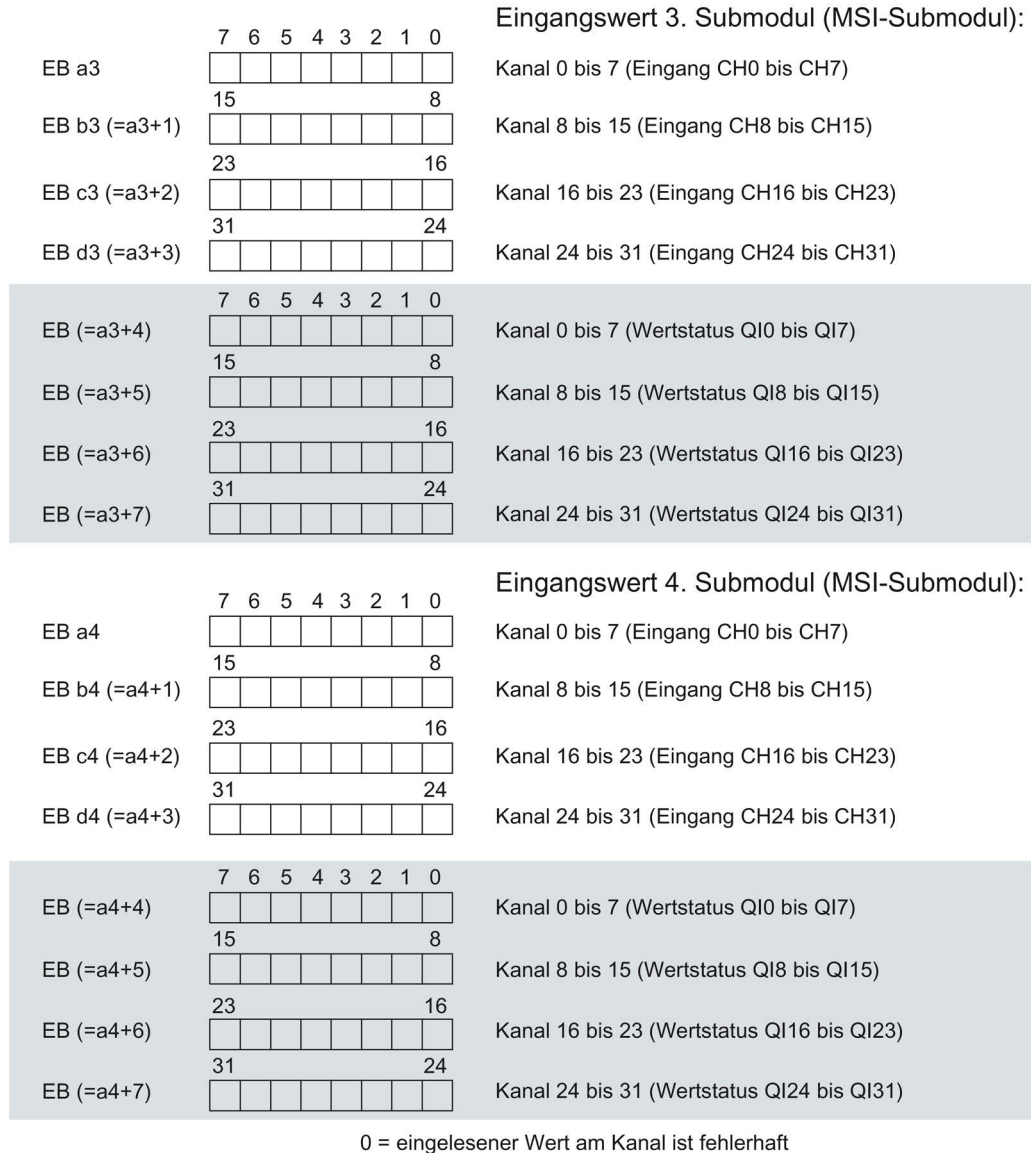 Eingangswert 3. Submodul (MSI-Submodul):
7 6 5 4 3 2 1 0
EB a3 Kanal 0 bis 7 (Eingang CH0 bis CH7)
15 8
EB b3 (=a3+1) Kanal 8 bis 15 (Eingang CH8 bis CH15)
23 16
EB c3 (=a3+2) Kanal 16 bis 23 (Eingang CH16 bis CH23)
31 24
EB d3 (=a3+3) Kanal 24 bis 31 (Eingang CH24 bis CH31)
7 6 5 4 3 2 1 0
EB (=a3+4) Kanal 0 bis 7 (Wertstatus QI0 bis QI7)
15 8
EB (=a3+5) Kanal 8 bis 15 (Wertstatus QI8 bis QI15)
23 16
EB (=a3+6) Kanal 16 bis 23 (Wertstatus QI16 bis QI23)
31 24
EB (=a3+7) Kanal 24 bis 31 (Wertstatus QI24 bis QI31)
Eingangswert 4. Submodul (MSI-Submodul):
7 6 5 4 3 2 1 0
EB a4 Kanal 0 bis 7 (Eingang CH0 bis CH7)
15 8
EB b4 (=a4+1) Kanal 8 bis 15 (Eingang CH8 bis CH15)
23 16
EB c4 (=a4+2) Kanal 16 bis 23 (Eingang CH16 bis CH23)
31 24
EB d4 (=a4+3) Kanal 24 bis 31 (Eingang CH24 bis CH31)
7 6 5 4 3 2 1 0
EB (=a4+4) Kanal 0 bis 7 (Wertstatus QI0 bis QI7)
15 8
EB (=a4+5) Kanal 8 bis 15 (Wertstatus QI8 bis QI15)
23 16
EB (=a4+6) Kanal 16 bis 23 (Wertstatus QI16 bis QI23)
31 24
EB (=a4+7) Kanal 24 bis 31 (Wertstatus QI24 bis QI31)
0 = eingelesener Wert am Kanal ist fehlerhaft